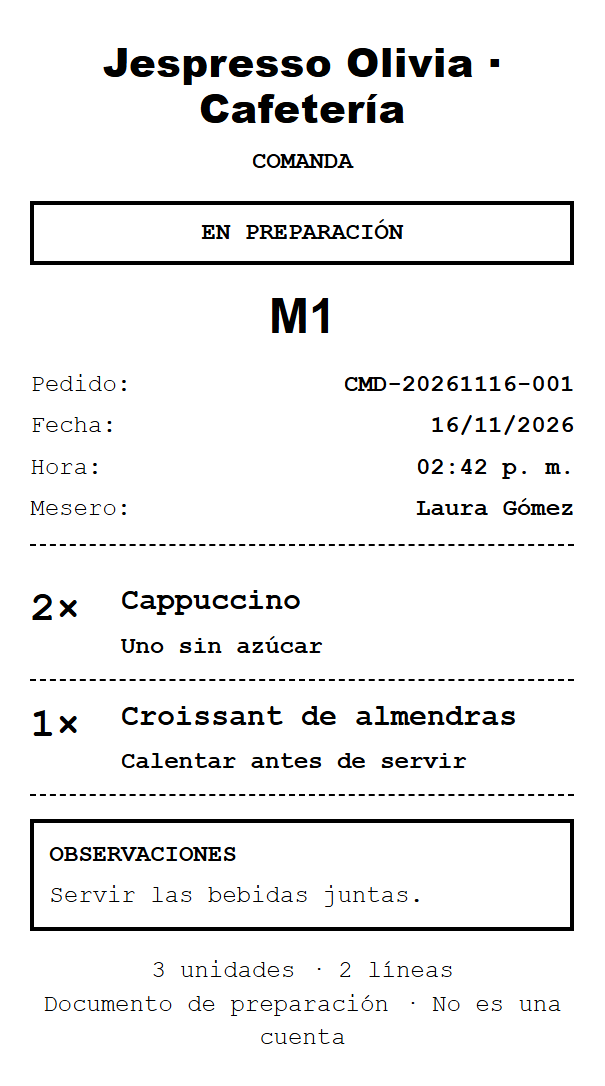 Jespresso Olivia ·
Cafetería
COMANDA
EN PREPARACIÓN
M1
Pedido: CMD-20261116-001
Fecha: 16/11/2026
Hora: 02:42 p. m.
Mesero: Laura Gómez
2× Cappuccino
Uno sin azúcar
1× Croissant de almendras
Calentar antes de servir
OBSERVACIONES
Servir las bebidas juntas.
3 unidades · 2 líneas
Documento de preparación · No es una
cuenta